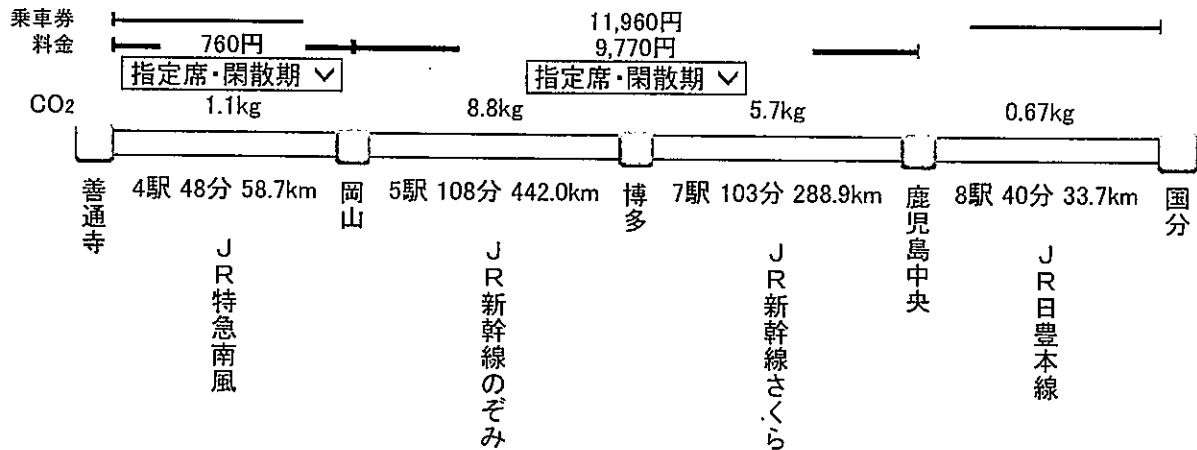 乗車券 11,960円
料金 760円 9,770円
指定席・閑散期 指定席・閑散期
CO2 1.1kg 8.8kg 5.7kg 0.67kg
善通寺 4駅 48分 58.7km 岡山 5駅 108分 442.0km 博多 7駅 103分 288.9km 鹿児島中央 8駅 40分 33.7km 国分
JR特急南風
JR新幹線のぞみ
JR新幹線さくら
JR日豊本線